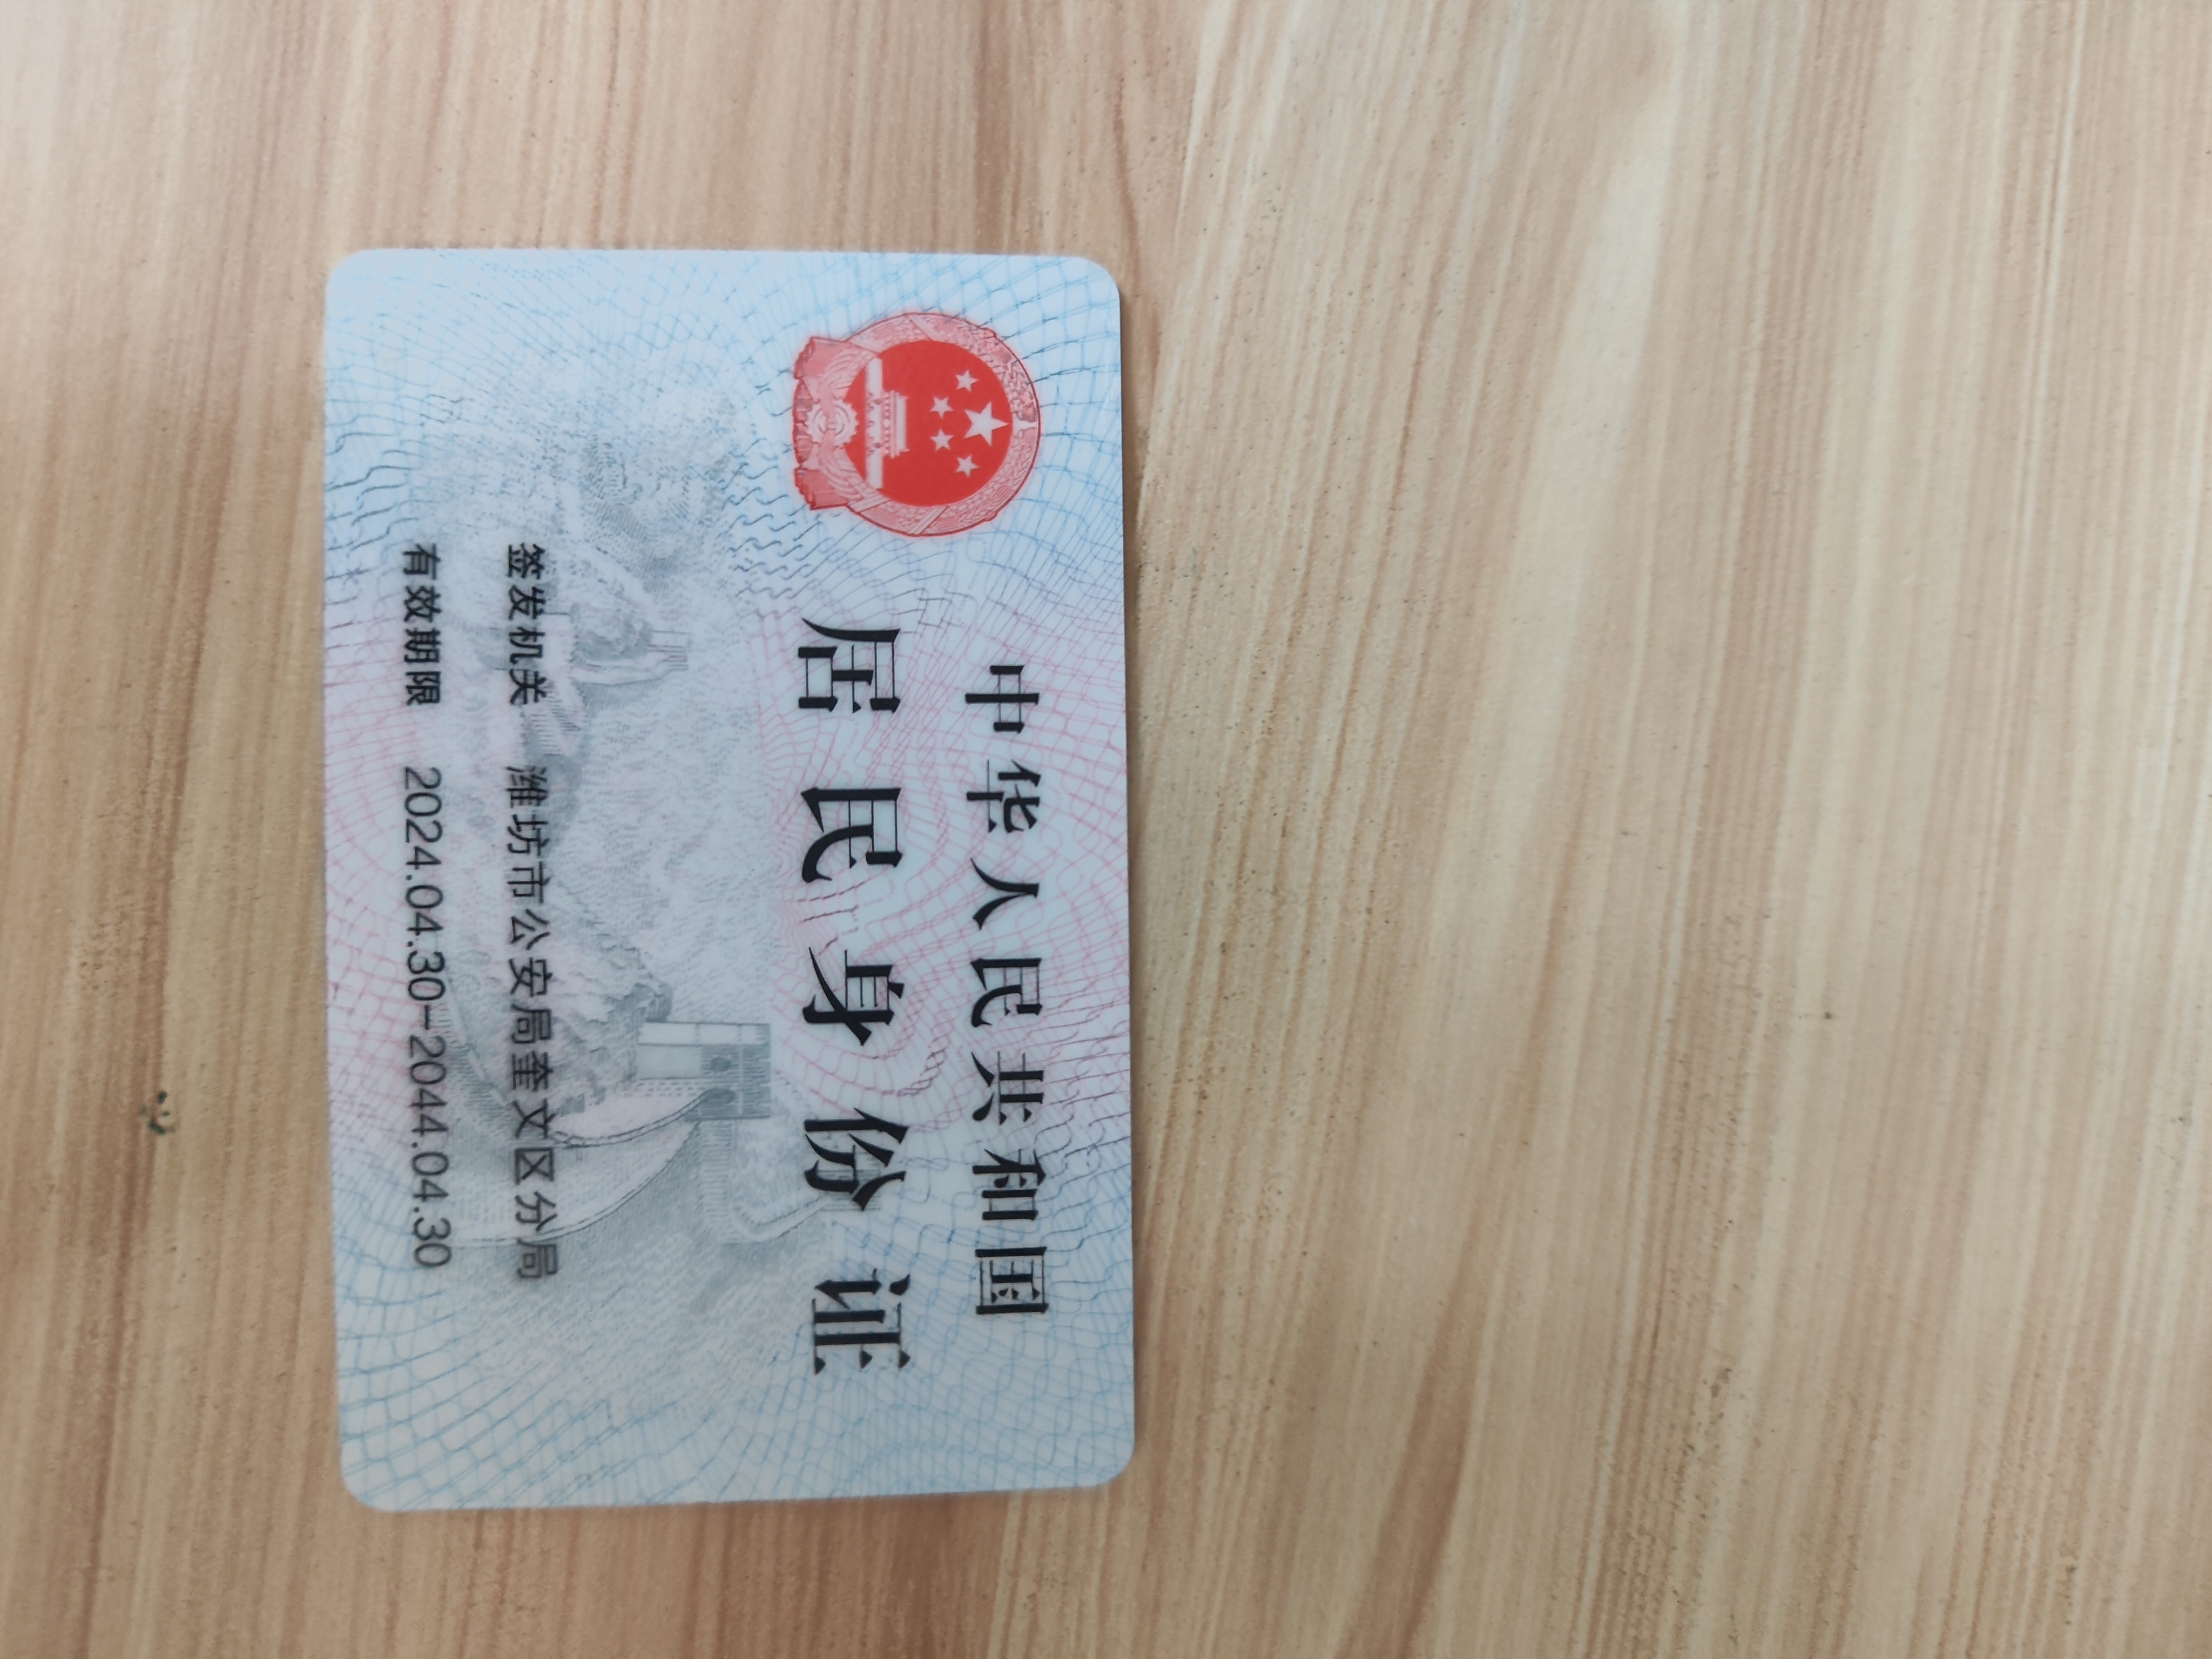 中华人民共和国
居民身份证
签发机关 潍坊市公安局奎文区分局
有效期限 2024.04.30-2044.04.30